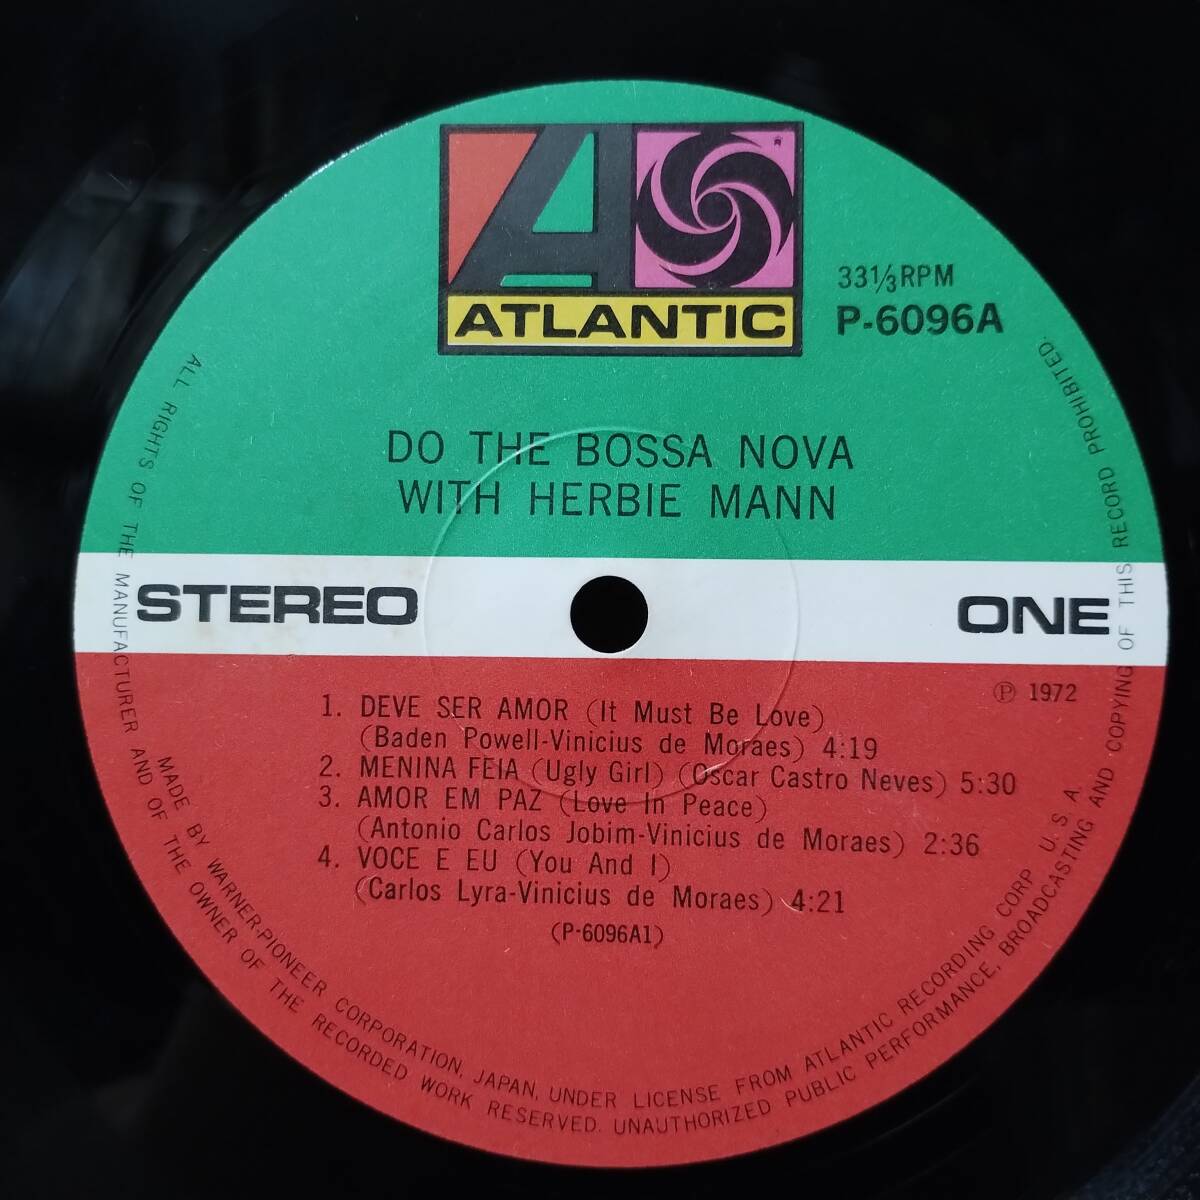 ATLANTIC
33⅓RPM
P-6096A
DO THE BOSSA NOVA
WITH HERBIE MANN
STEREO
ONE
℗ 1972
1. DEVE SER AMOR (It Must Be Love)
(Baden Powell-Vinicius de Moraes) 4:19
2. MENINA FEIA (Ugly Girl) (Oscar Castro Neves) 5:30
3. AMOR EM PAZ (Love In Peace)
(Antonio Carlos Jobim-Vinicius de Moraes) 2:36
4. VOCE E EU (You And I)
(Carlos Lyra-Vinicius de Moraes) 4:21
(P-6096A1)
MADE BY WARNER-PIONEER CORPORATION, JAPAN, UNDER LICENSE FROM ATLANTIC RECORDING CORP. U. S. A.
ALL RIGHTS OF THE MANUFACTURER AND OF THE OWNER OF THE RECORDED WORK RESERVED. UNAUTHORIZED PUBLIC PERFORMANCE, BROADCASTING AND COPYING OF THIS RECORD PROHIBITED.